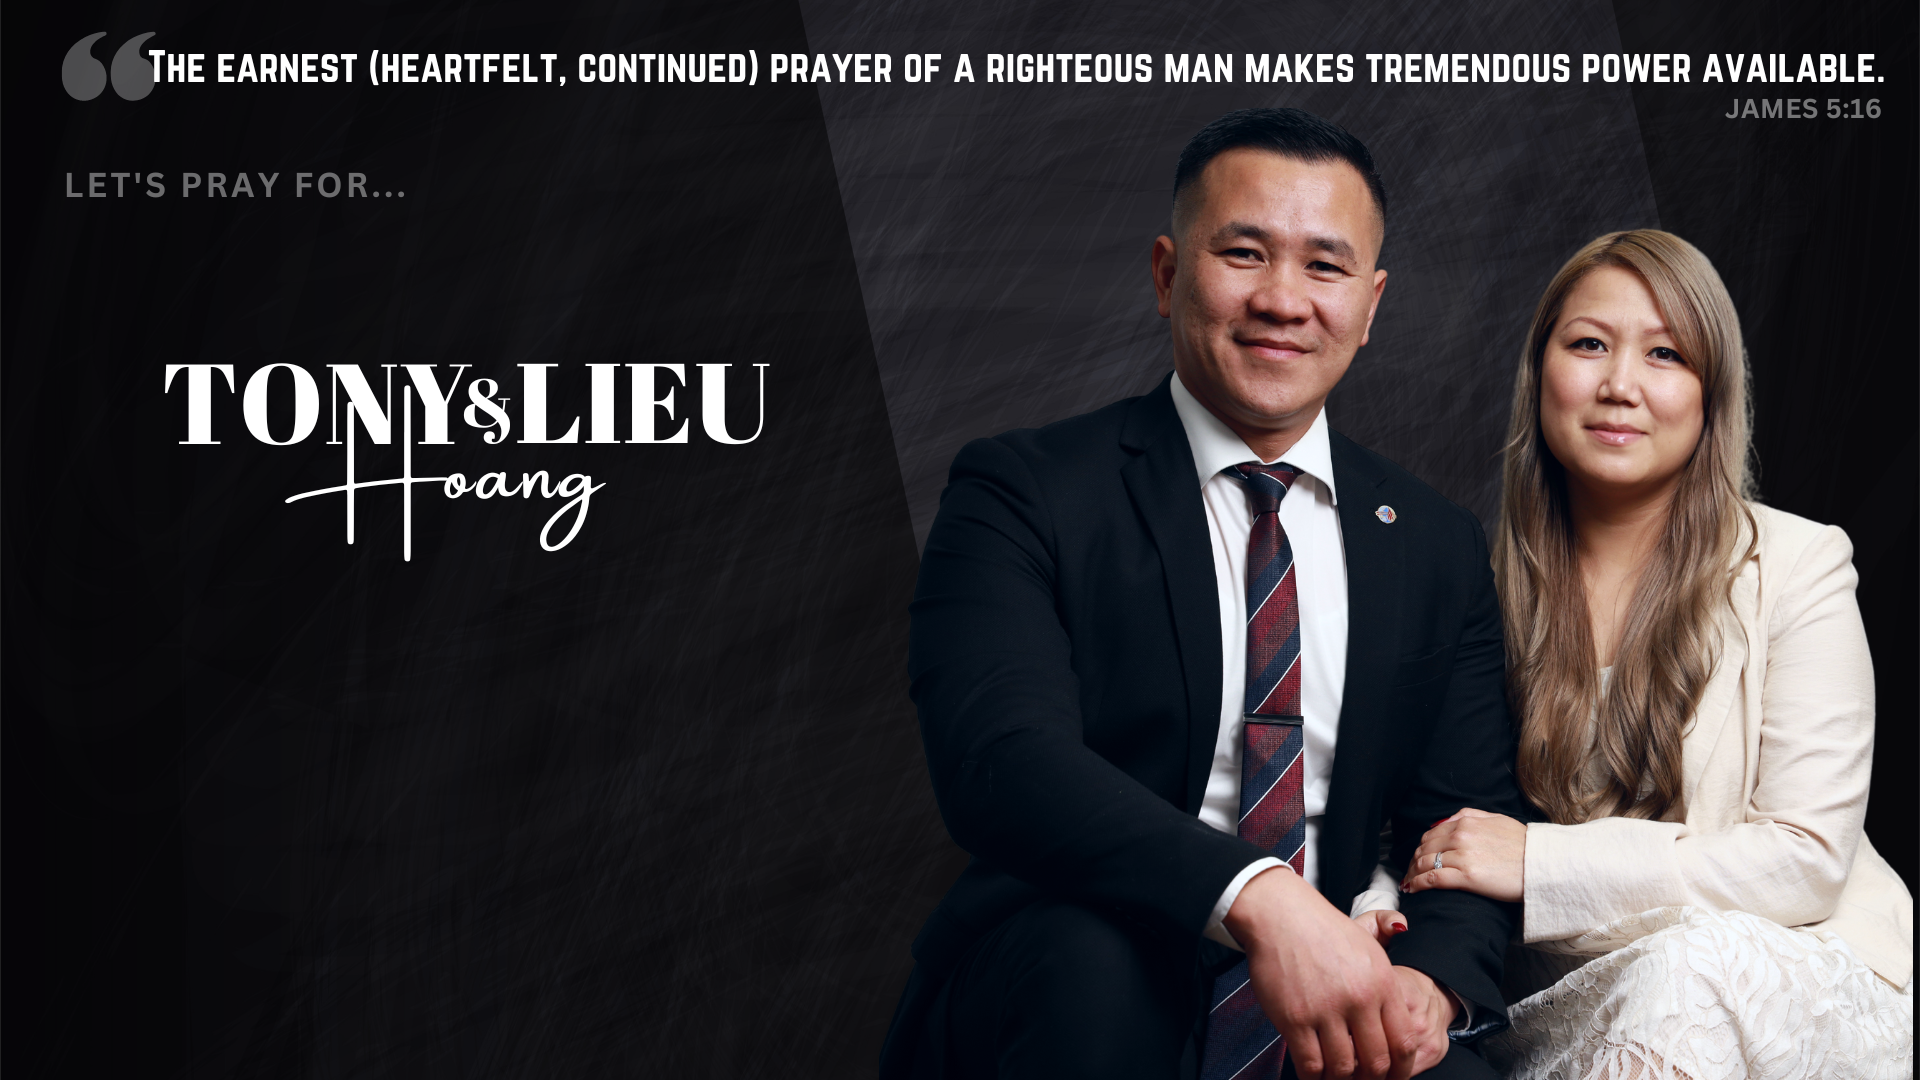 “THE EARNEST (HEARTFELT, CONTINUED) PRAYER OF A RIGHTEOUS MAN MAKES TREMENDOUS POWER AVAILABLE.
JAMES 5:16
LET'S PRAY FOR...
TONY&LIEU
Hoang